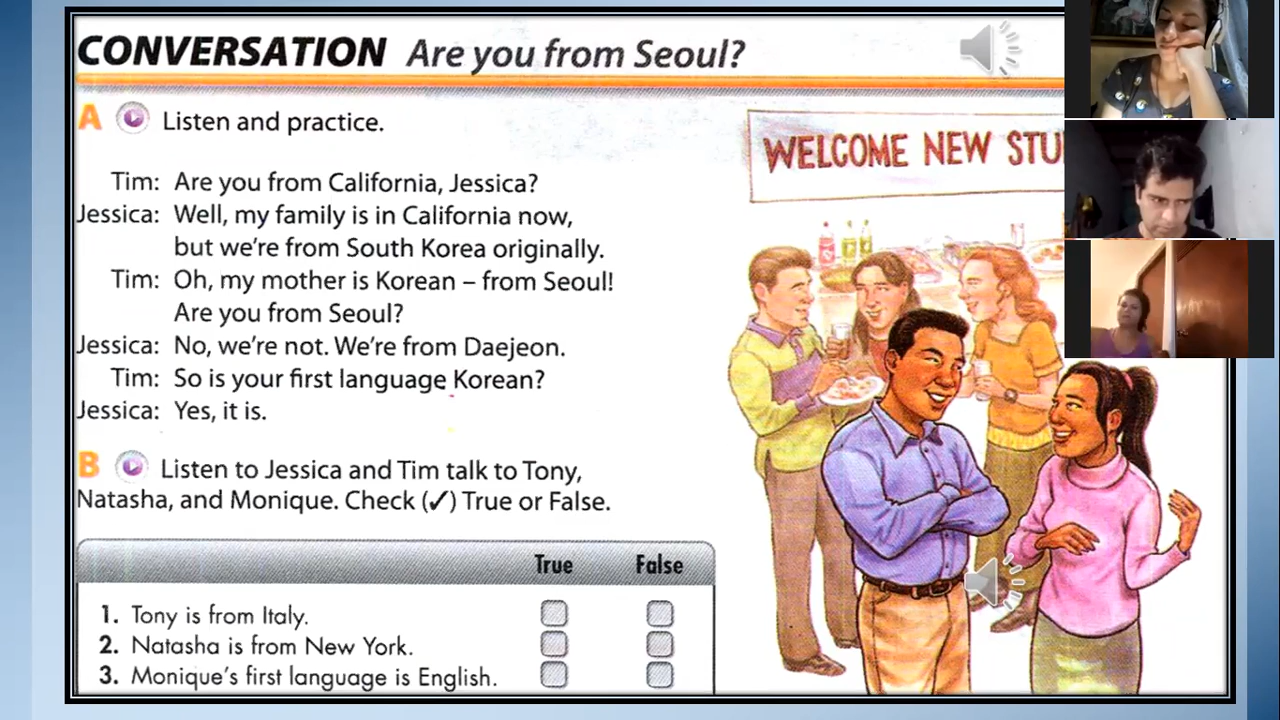 CONVERSATION Are you from Seoul?
A Listen and practice.
WELCOME NEW
Tim: Are you from California, Jessica?
Jessica: Well, my family is in California now,
but we're from South Korea originally.
Tim: Oh, my mother is Korean – from Seoul!
Are you from Seoul?
Jessica: No, we're not. We're from Daejeon.
Tim: So is your first language Korean?
Jessica: Yes, it is.
B Listen to Jessica and Tim talk to Tony,
Natasha, and Monique. Check (✓) True or False.
True False
1. Tony is from Italy.
2. Natasha is from New York.
3. Monique's first language is English.